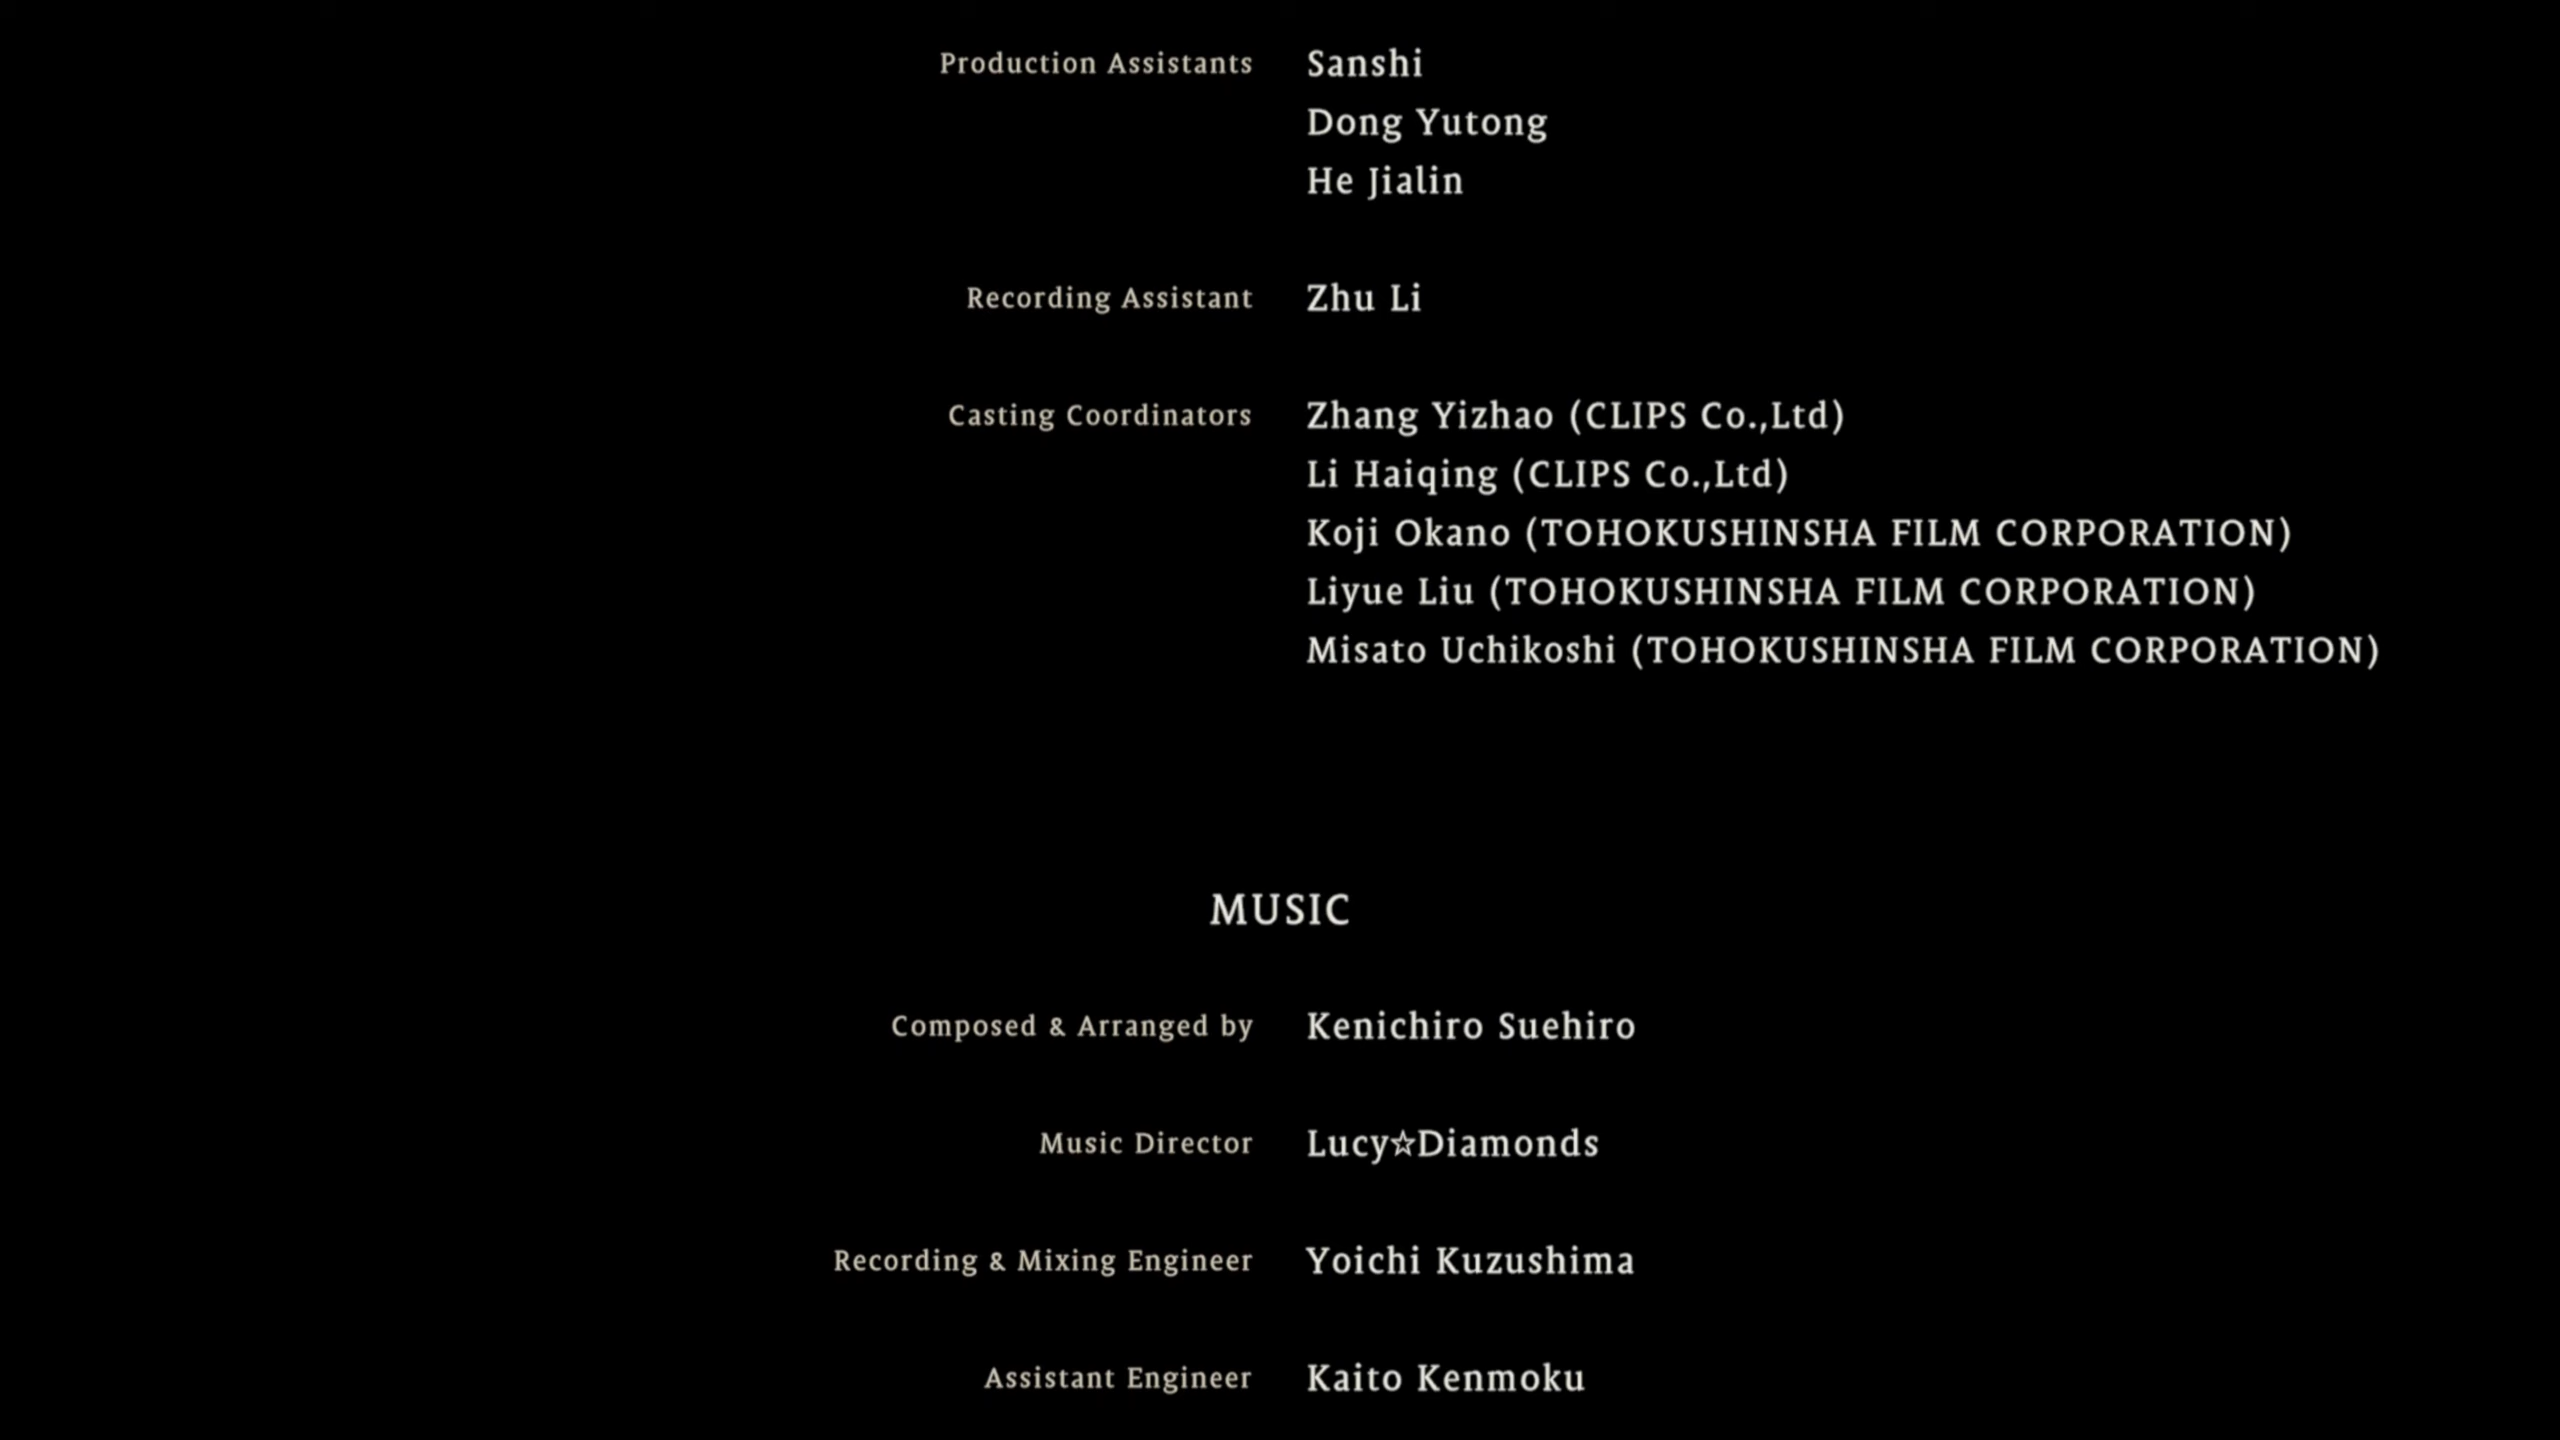 Production Assistants Sanshi
Dong Yutong
He Jialin
Recording Assistant Zhu Li
Casting Coordinators Zhang Yizhao (CLIPS Co.,Ltd)
Li Haiqing (CLIPS Co.,Ltd)
Koji Okano (TOHOKUSHINSHA FILM CORPORATION)
Liyue Liu (TOHOKUSHINSHA FILM CORPORATION)
Misato Uchikoshi (TOHOKUSHINSHA FILM CORPORATION)
MUSIC
Composed & Arranged by Kenichiro Suehiro
Music Director Lucy☆Diamonds
Recording & Mixing Engineer Yoichi Kuzushima
Assistant Engineer Kaito Kenmoku